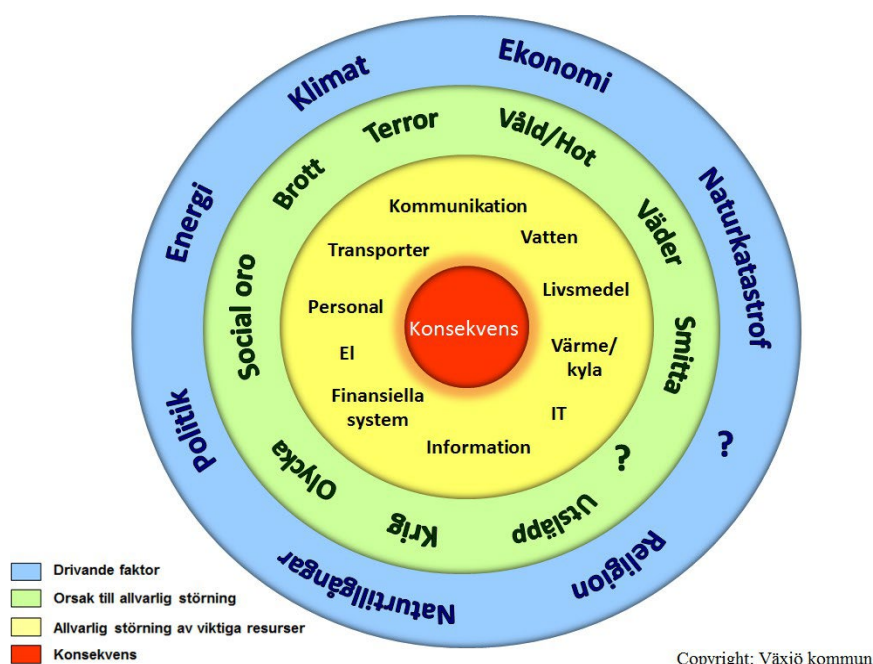 Ekonomi
Naturkatastrof
?
Religion
Naturtillgångar
Politik
Energi
Klimat
Våld/Hot
Väder
Smitta
?
Utsläpp
Krig
Olycka
Social oro
Brott
Terror
Kommunikation
Vatten
Livsmedel
Värme/
kyla
IT
Information
Finansiella
system
El
Personal
Transporter
Konsekvens
Drivande faktor
Orsak till allvarlig störning
Allvarlig störning av viktiga resurser
Konsekvens
Copyright: Växjö kommun